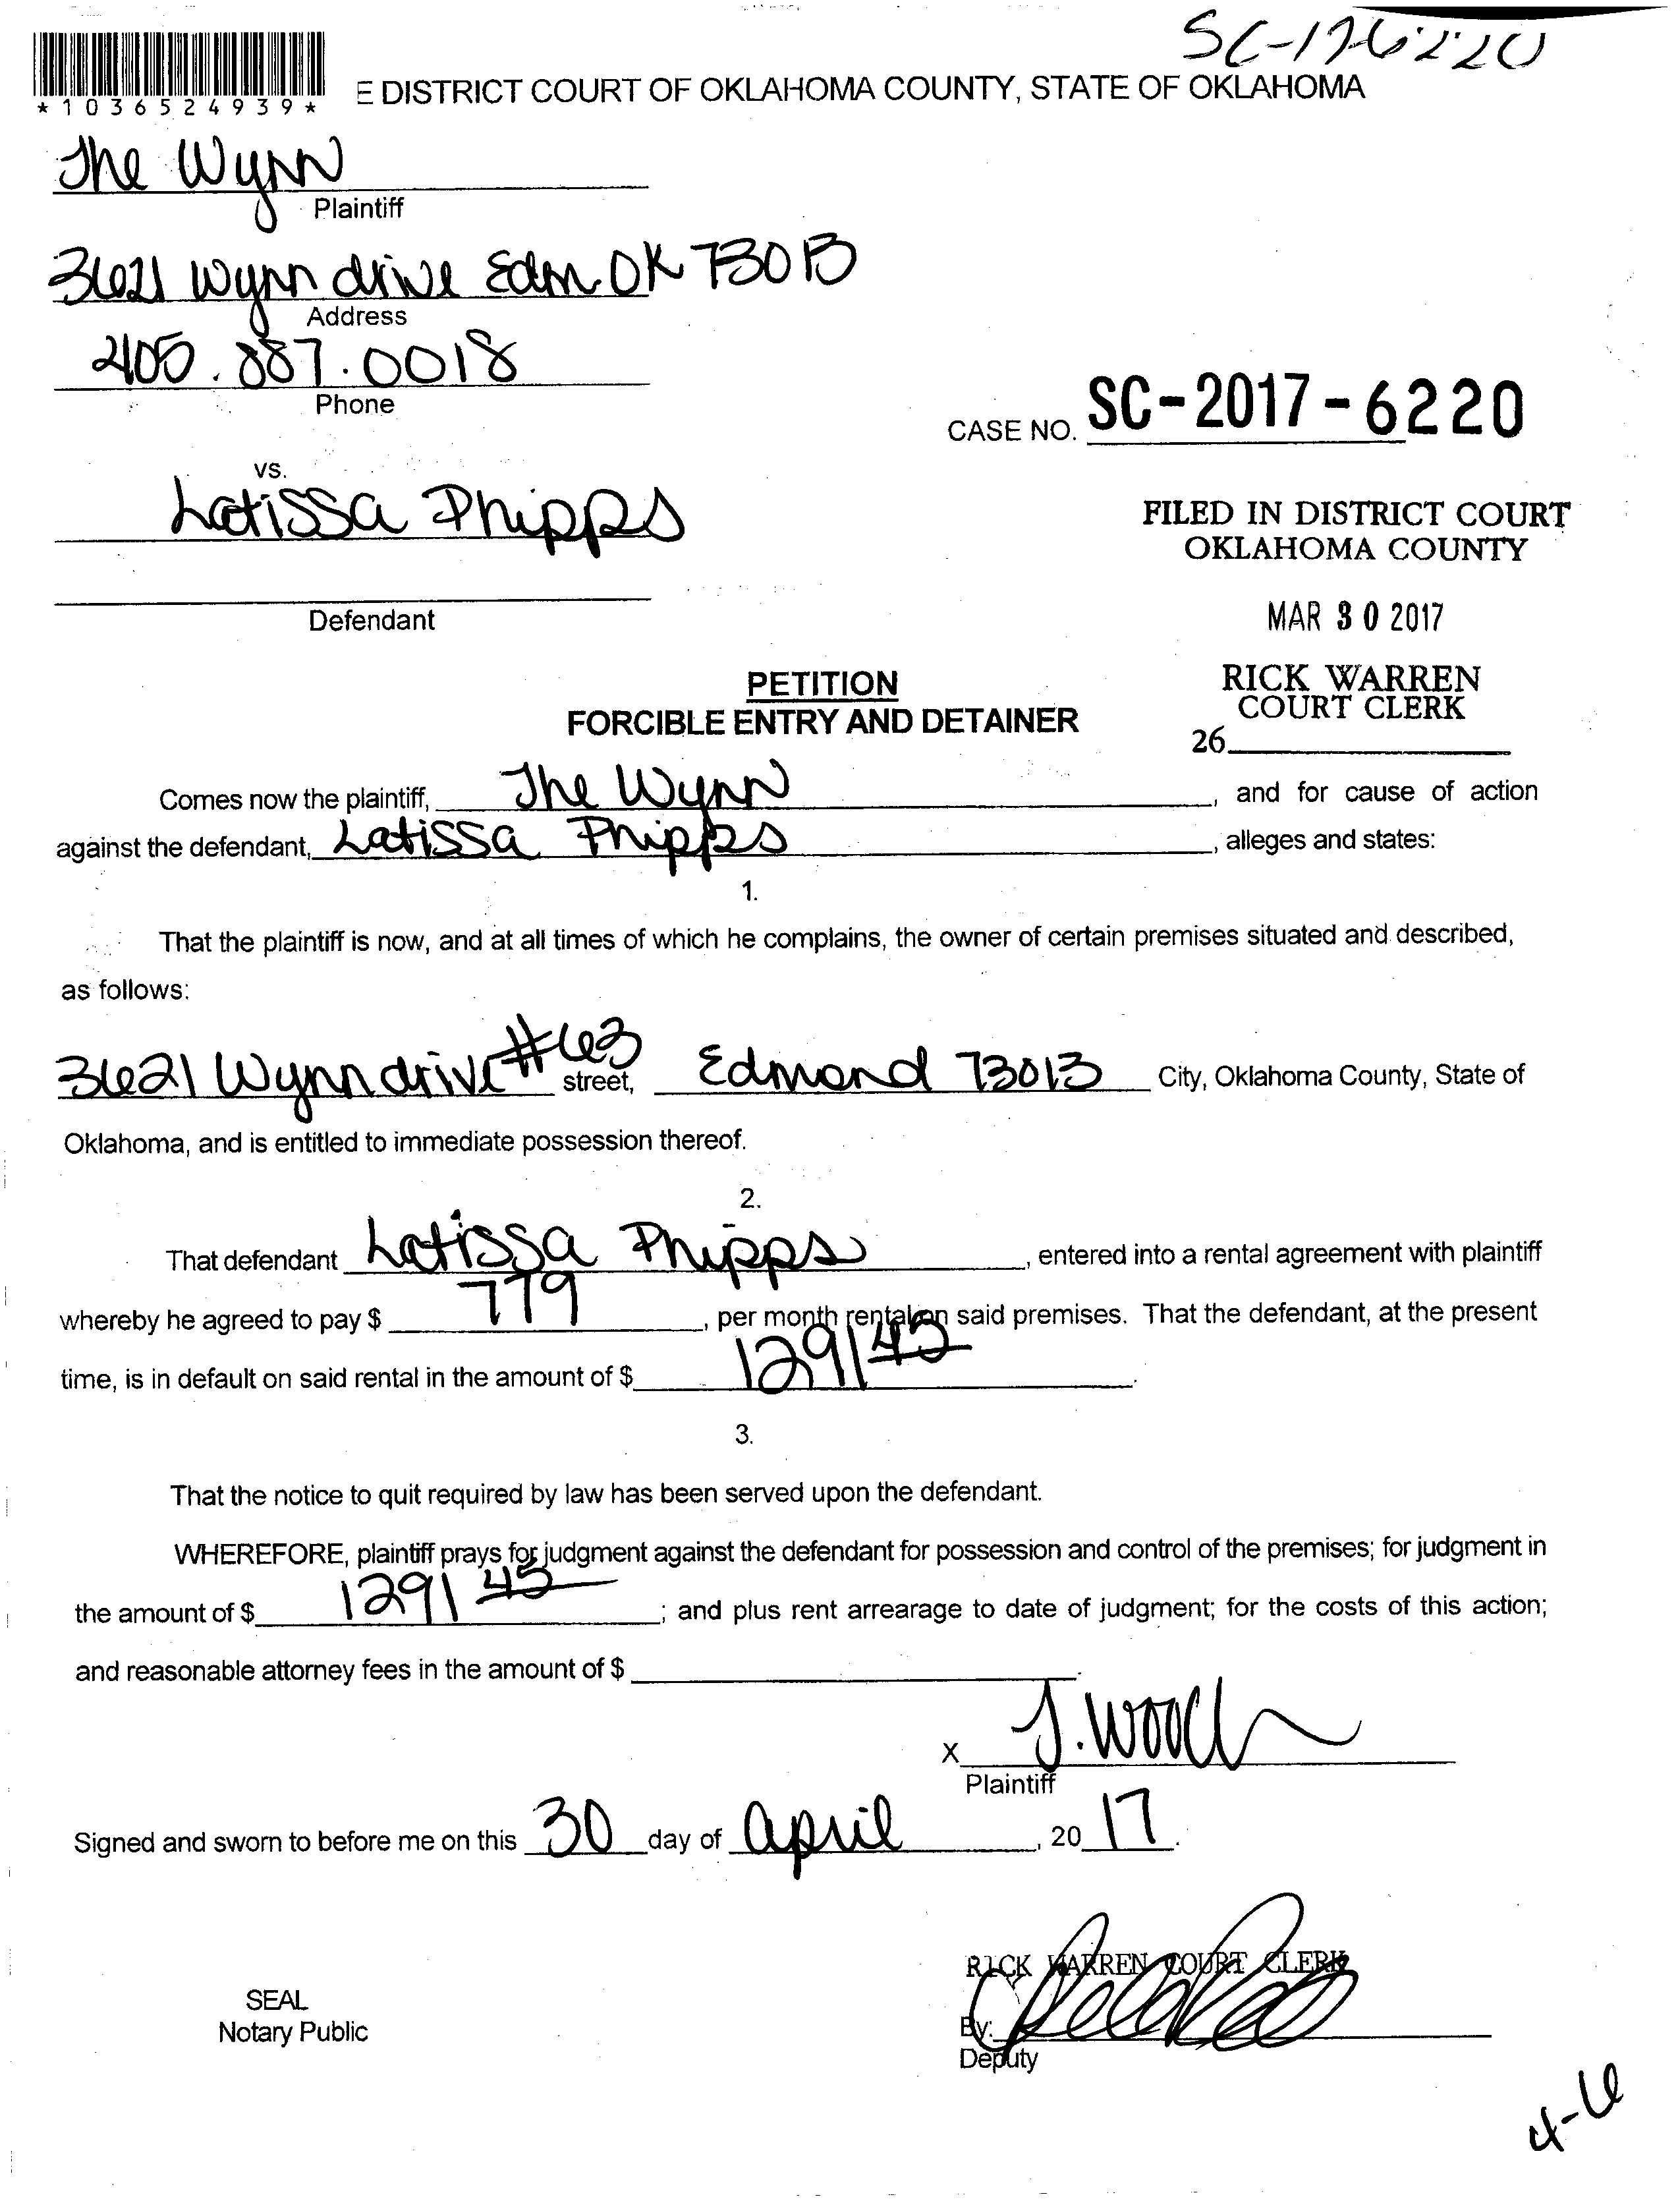 SC-17-6220
*1036524939*
E DISTRICT COURT OF OKLAHOMA COUNTY, STATE OF OKLAHOMA
The Wynn
Plaintiff
3621 Wynn drive Edm. OK 73013
Address
405.887.0018
Phone
CASE NO. SC-2017-6220
vs.
Latissa Phipps
FILED IN DISTRICT COURT
OKLAHOMA COUNTY
Defendant
MAR 30 2017
PETITION
FORCIBLE ENTRY AND DETAINER
RICK WARREN
COURT CLERK
26
Comes now the plaintiff, The Wynn, and for cause of action
against the defendant, Latissa Phipps, alleges and states:
1.
That the plaintiff is now, and at all times of which he complains, the owner of certain premises situated and described,
as follows:
3621 Wynn drive #63 street, Edmond 73013 City, Oklahoma County, State of
Oklahoma, and is entitled to immediate possession thereof.
2.
That defendant Latissa Phipps, entered into a rental agreement with plaintiff
whereby he agreed to pay $ 779, per month rental on said premises. That the defendant, at the present
time, is in default on said rental in the amount of $ 1291 45.
3.
That the notice to quit required by law has been served upon the defendant.
WHEREFORE, plaintiff prays for judgment against the defendant for possession and control of the premises; for judgment in
the amount of $ 1291 45; and plus rent arrearage to date of judgment; for the costs of this action;
and reasonable attorney fees in the amount of $ .
X
Plaintiff
Signed and sworn to before me on this 30 day of april, 20 17.
RICK WARREN COURT CLERK
SEAL
Notary Public
By:
Deputy
4-6